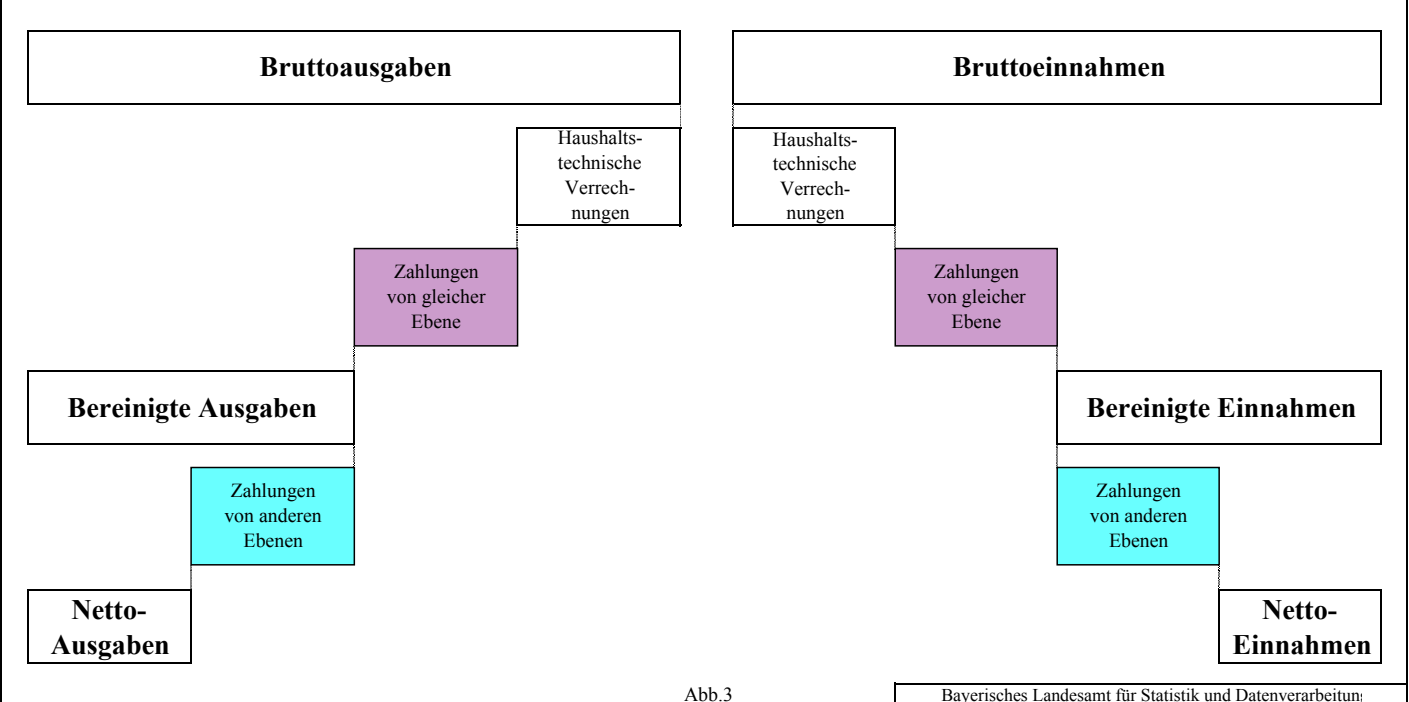 Bruttoausgaben
Bruttoeinnahmen
Haushalts-
technische
Verrech-
nungen
Haushalts-
technische
Verrech-
nungen
Zahlungen
von gleicher
Ebene
Zahlungen
von gleicher
Ebene
Bereinigte Ausgaben
Bereinigte Einnahmen
Zahlungen
von anderen
Ebenen
Zahlungen
von anderen
Ebenen
Netto-
Ausgaben
Netto-
Einnahmen
Abb.3
Bayerisches Landesamt für Statistik und Datenverarbeitun